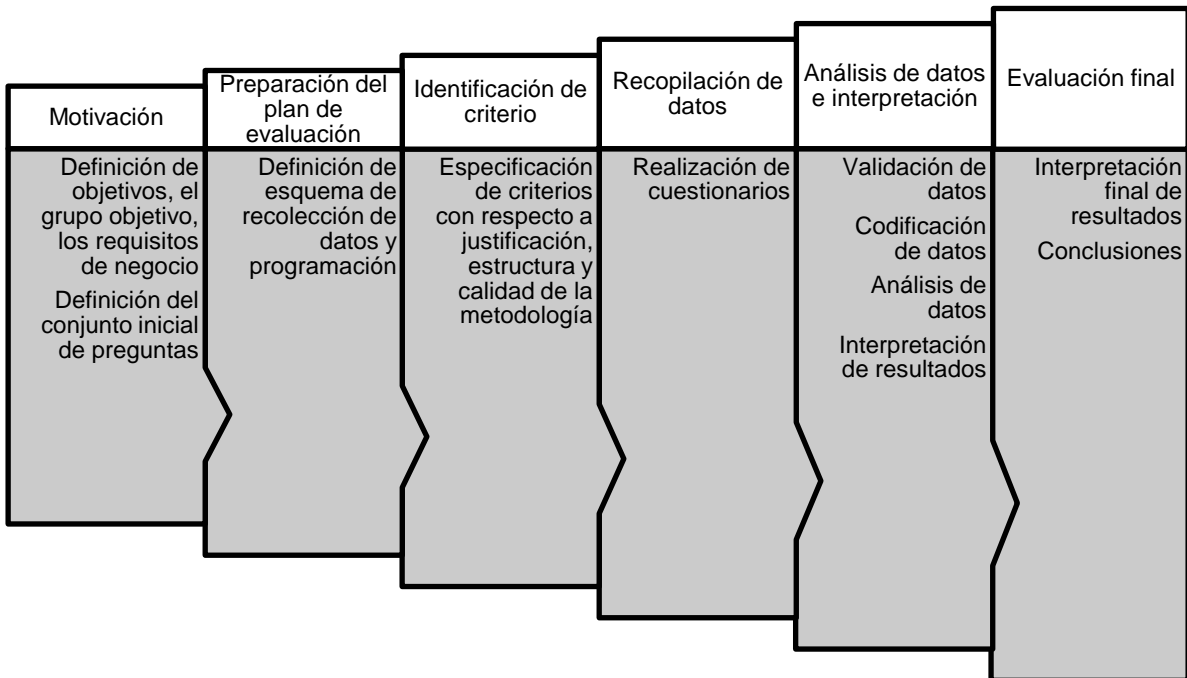 Motivación
Definición de
objetivos, el
grupo objetivo,
los requisitos
de negocio
Definición del
conjunto inicial
de preguntas
Preparación del
plan de
evaluación
Definición de
esquema de
recolección de
datos y
programación
Identificación de
criterio
Especificación
de criterios
con respecto a
justificación,
estructura y
calidad de la
metodología
Recopilación de
datos
Realización de
cuestionarios
Análisis de datos
e interpretación
Validación de
datos
Codificación
de datos
Análisis de
datos
Interpretación
de resultados
Evaluación final
Interpretación
final de
resultados
Conclusiones